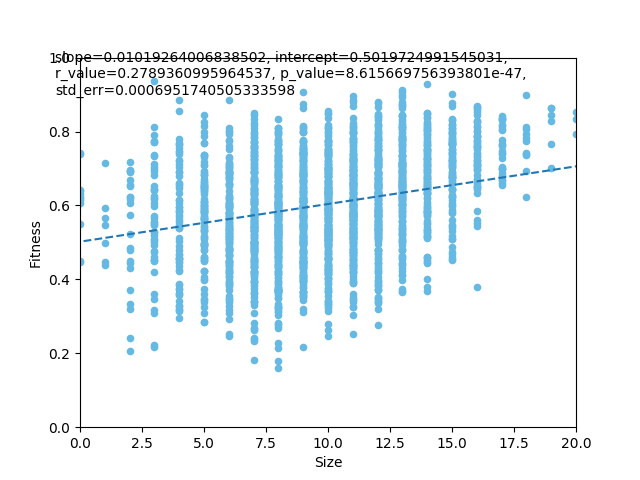 slope=0.01019264006838502, intercept=0.5019724991545031,
r_value=0.2789360995964537, p_value=8.615669756393801e-47,
std_err=0.0006951740505333598
1.0
0.8
0.6
0.4
0.2
0.0
Fitness
0.0 2.5 5.0 7.5 10.0 12.5 15.0 17.5 20.0
Size